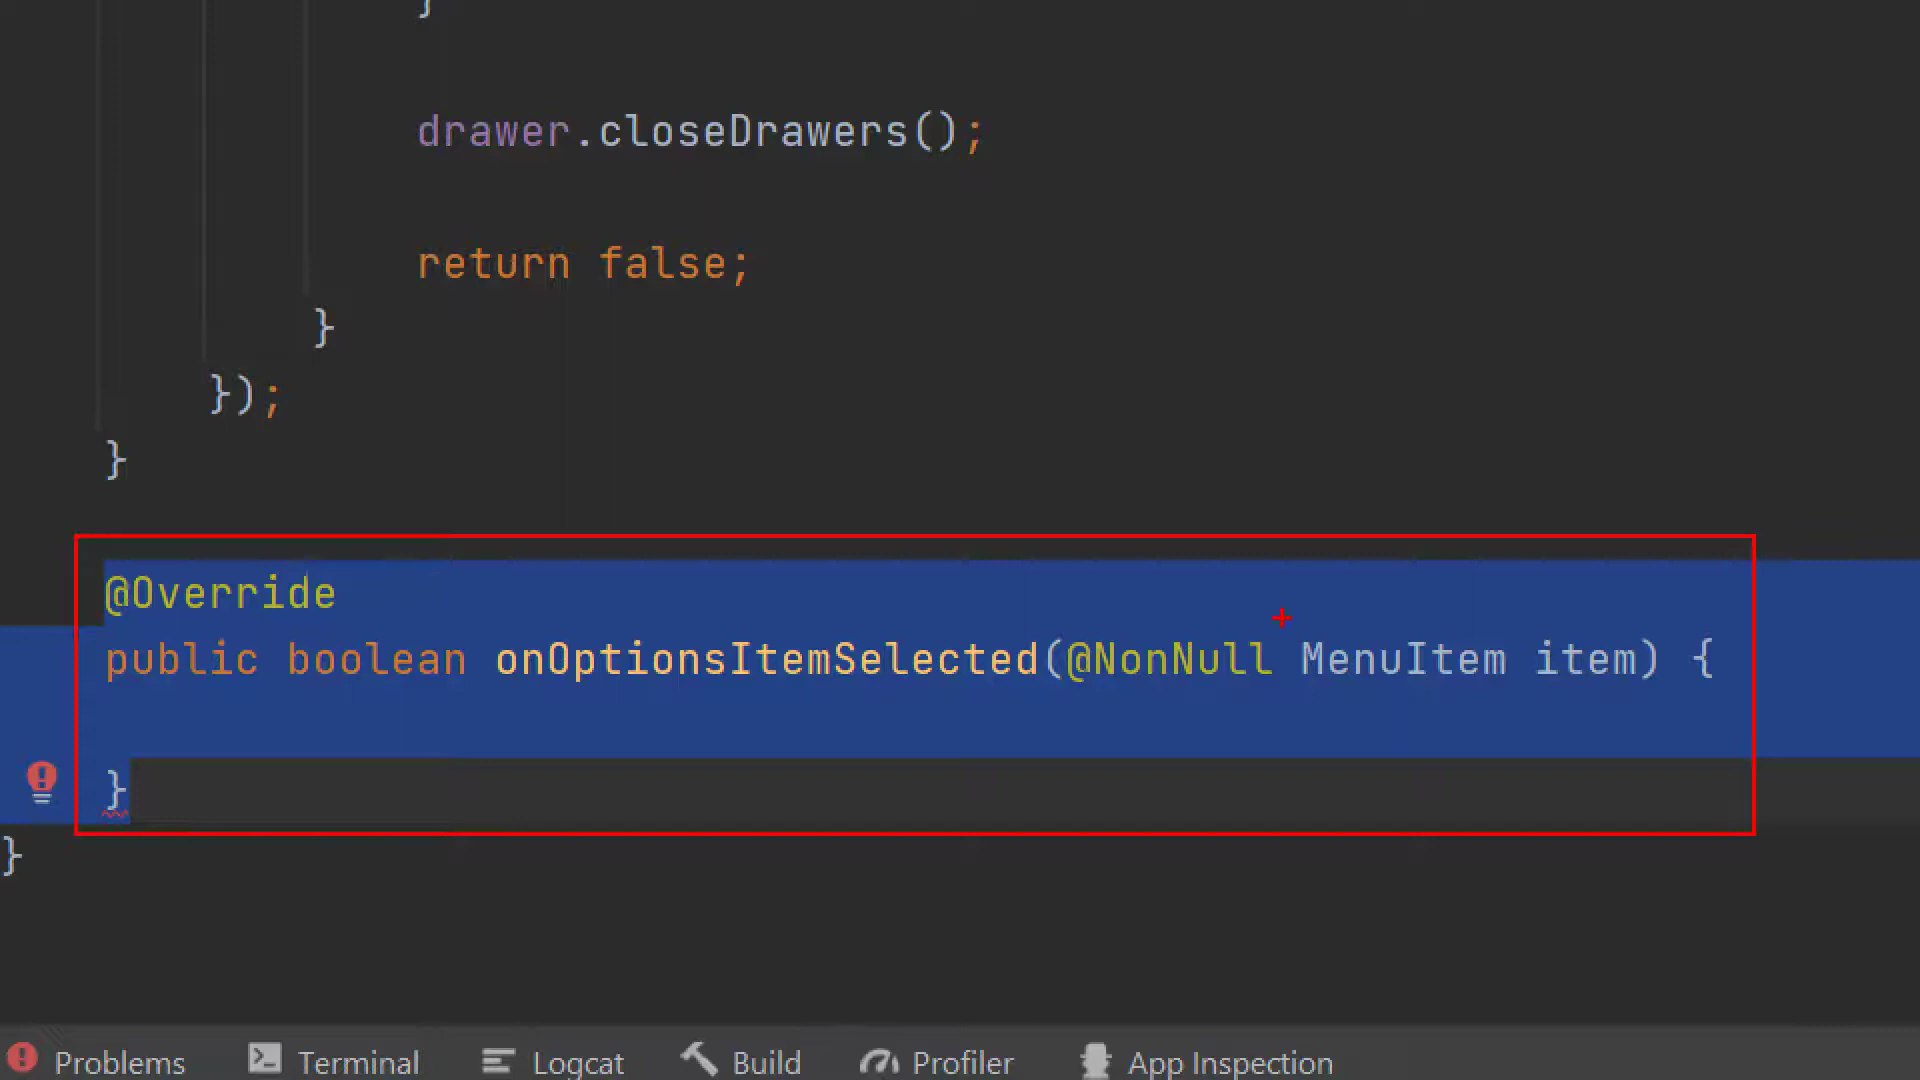 }
drawer.closeDrawers();
return false;
}
});
}
@Override
public boolean onOptionsItemSelected(@NonNull MenuItem item) {
}
}
Problems Terminal Logcat Build Profiler App Inspection